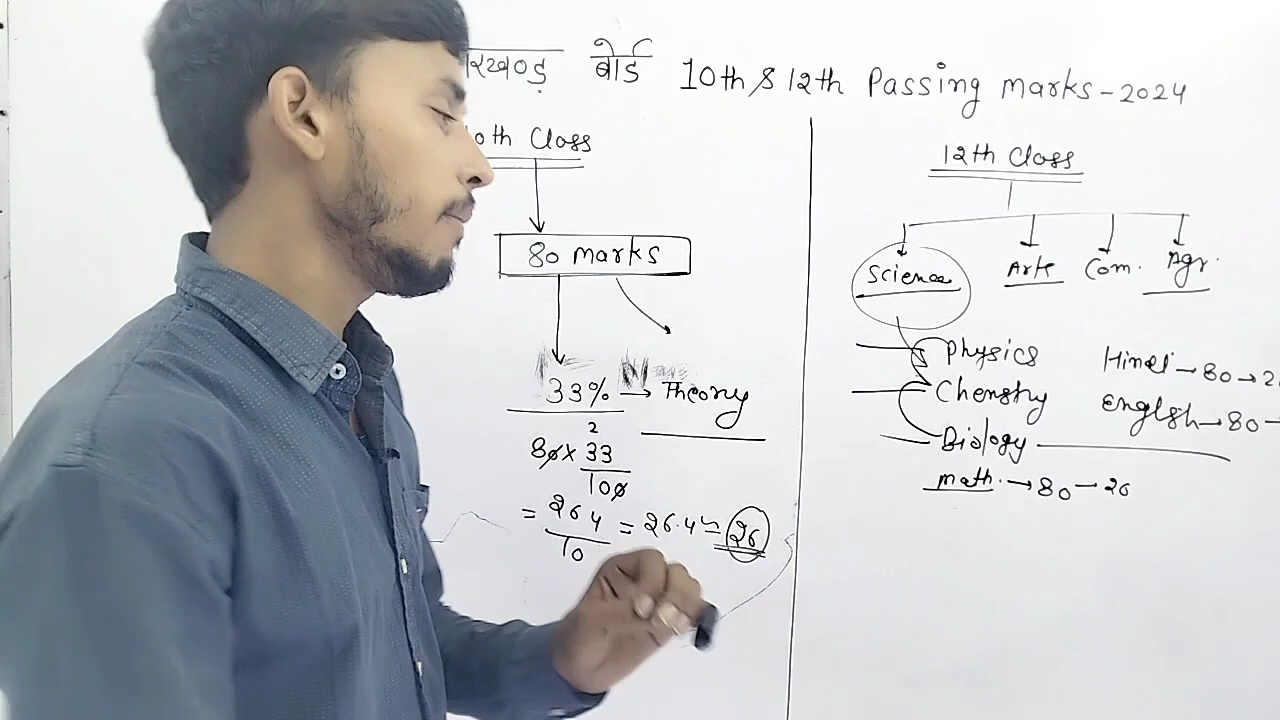 बोर्ड 10th & 12th Passing marks-2024
10th Class
80 marks
33% → Theory
80 x 33
100
2
= 264 = 26.4 ≃ 26
10
12th Class
Science Arts Com. Agr.
Physics
Chemstry
Biology
math. → 80 → 26
Hindi → 80 →
English → 80 →